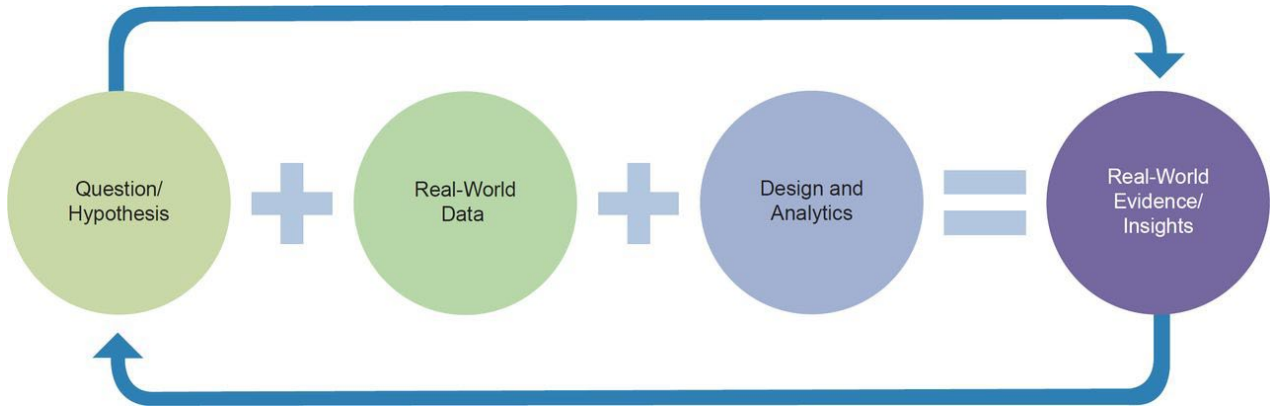 Question/
Hypothesis
Real-World
Data
Design and
Analytics
Real-World
Evidence/
Insights